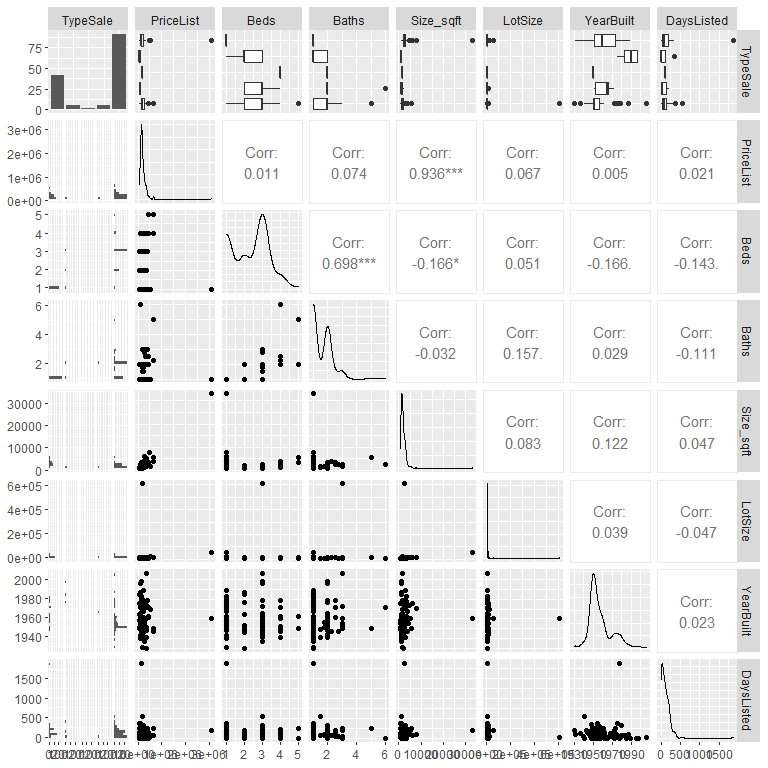 TypeSale PriceList Beds Baths Size_sqft LotSize YearBuilt DaysListed
75
50
25
0
TypeSale
3e+06
2e+06
1e+06
0e+00
Corr: Corr: Corr: Corr: Corr: Corr:
0.011 0.074 0.936*** 0.067 0.005 0.021
PriceList
5
4
3
2
1
Corr: Corr: Corr: Corr: Corr:
0.698*** -0.166* 0.051 -0.166. -0.143.
Beds
6
4
2
Corr: Corr: Corr: Corr:
-0.032 0.157. 0.029 -0.111
Baths
30000
20000
10000
0
Corr: Corr: Corr:
0.083 0.122 0.047
Size_sqft
6e+05
4e+05
2e+05
0e+00
Corr: Corr:
0.039 -0.047
LotSize
2000
1980
1960
1940
Corr:
0.023
YearBuilt
1500
1000
500
0
DaysListed
1 2 3 4 5 2 4 6 0 500 1000 1500